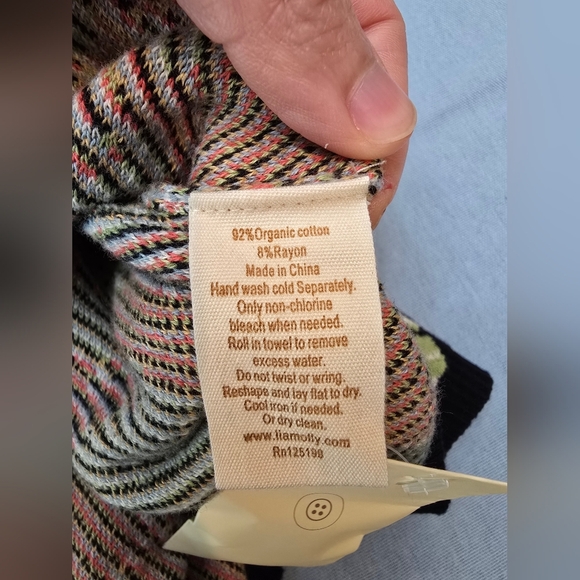 92%Organic cotton
8%Rayon
Made in China
Hand wash cold Separately.
Only non-chlorine
bleach when needed.
Roll in towel to remove
excess water.
Do not twist or wring.
Reshape and lay flat to dry.
Cool iron if needed.
Or dry clean.
www.liamolly.com
Rn125199